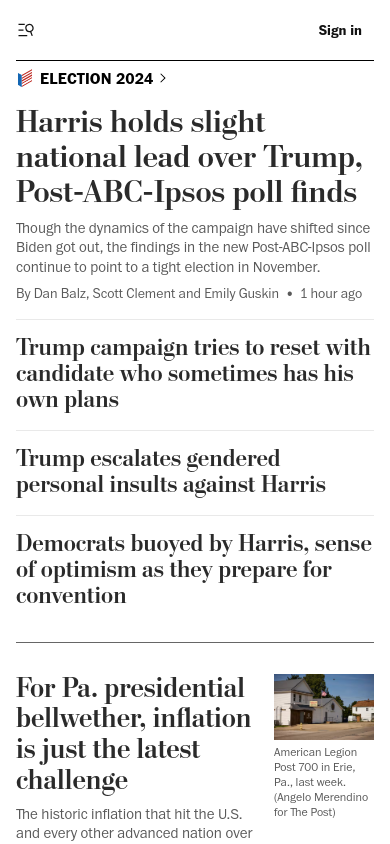 Sign in
ELECTION 2024
Harris holds slight
national lead over Trump,
Post-ABC-Ipsos poll finds
Though the dynamics of the campaign have shifted since
Biden got out, the findings in the new Post-ABC-Ipsos poll
continue to point to a tight election in November.
By Dan Balz, Scott Clement and Emily Guskin • 1 hour ago
Trump campaign tries to reset with
candidate who sometimes has his
own plans
Trump escalates gendered
personal insults against Harris
Democrats buoyed by Harris, sense
of optimism as they prepare for
convention
For Pa. presidential
bellwether, inflation
is just the latest
challenge
The historic inflation that hit the U.S.
and every other advanced nation over
American Legion
Post 700 in Erie,
Pa., last week.
(Angelo Merendino
for The Post)